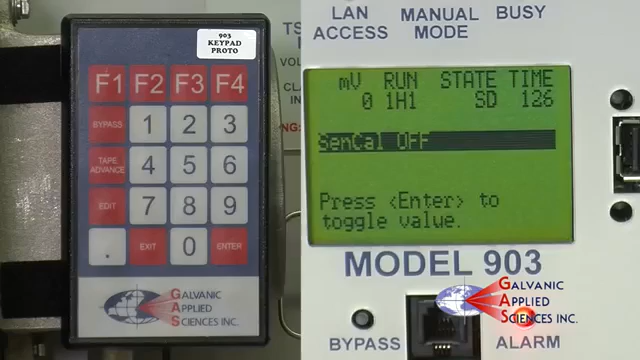 903
KEYPAD
PROTO
F1 F2 F3 F4
BYPASS 1 2 3
TAPE
ADVANCE
4 5 6
EDIT 7 8 9
. EXIT 0 ENTER
GALVANIC
APPLIED
SCIENCES INC.
LAN
ACCESS
MANUAL
MODE
BUSY
mV RUN STATE TIME
0 1H1 SD 126
SenCal OFF
Press <Enter> to
toggle value.
MODEL 903
GALVANIC
APPLIED
SCIENCES INC.
BYPASS
ALARM